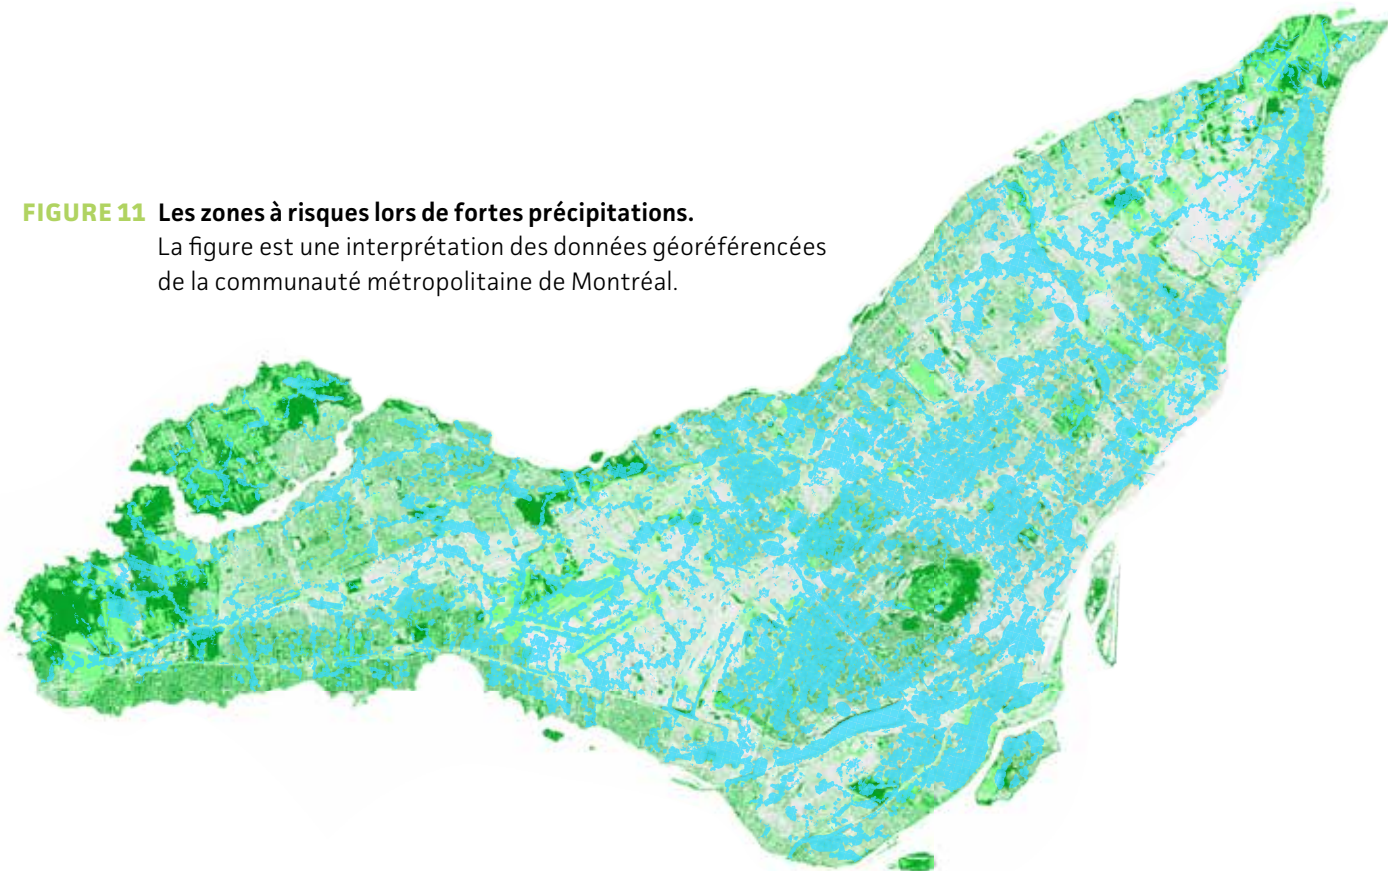 FIGURE 11 Les zones à risques lors de fortes précipitations.
La figure est une interprétation des données géoréférencées
de la communauté métropolitaine de Montréal.